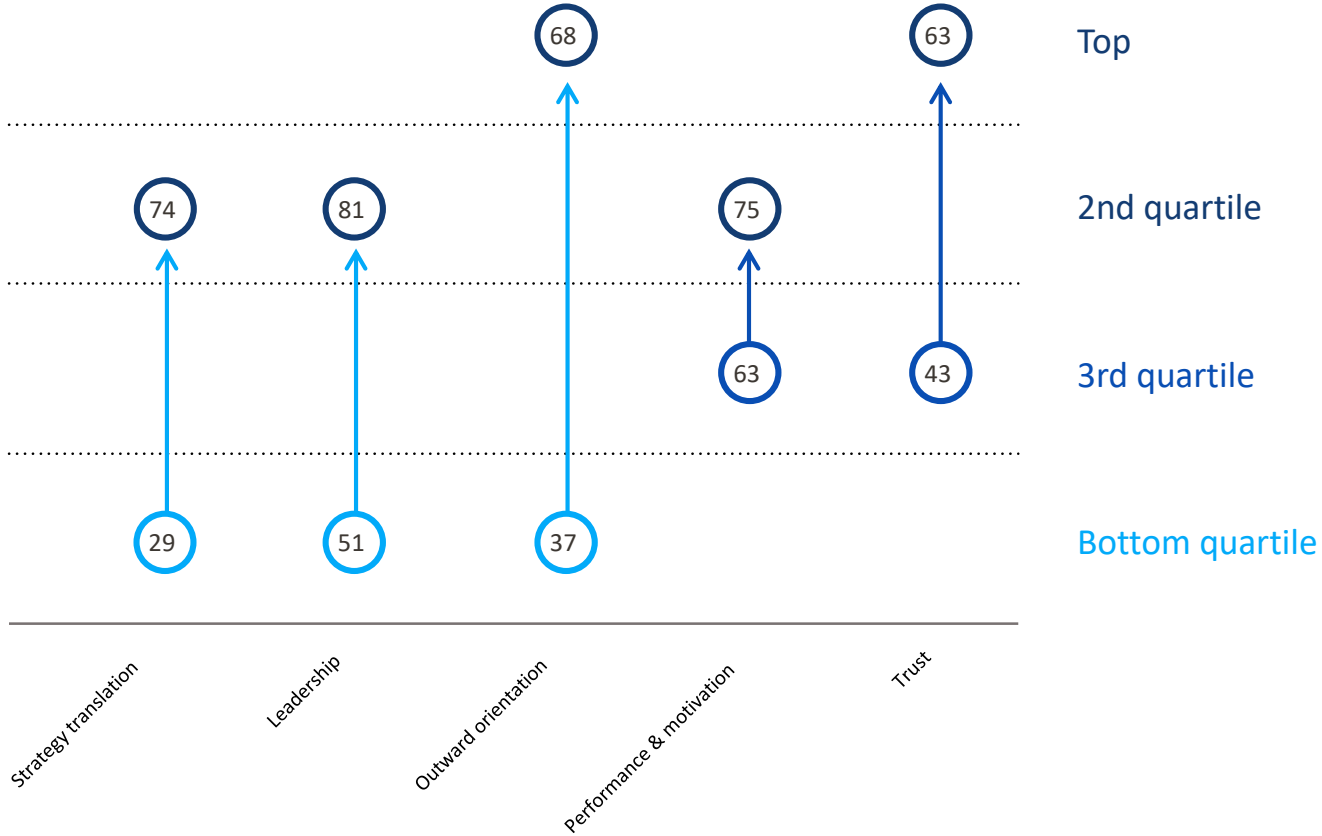 68
63
Top
74
81
75
2nd quartile
63
43
3rd quartile
29
51
37
Bottom quartile
Strategy translation
Leadership
Outward orientation
Performance & motivation
Trust